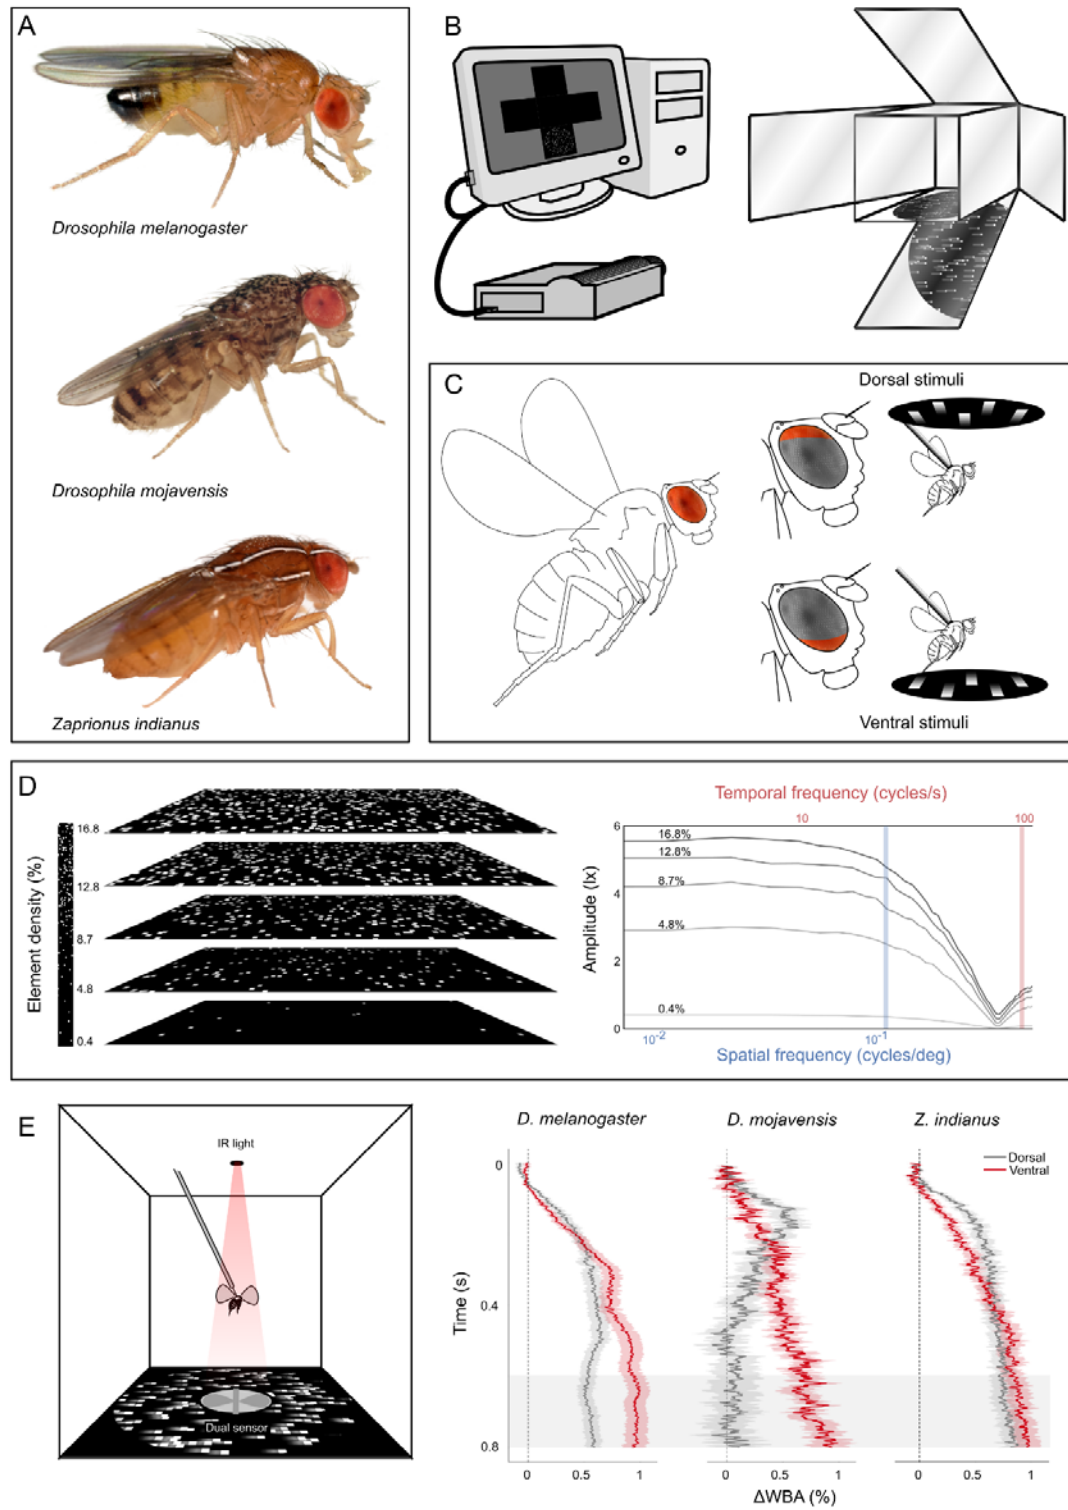 A
Drosophila melanogaster
Drosophila mojavensis
Zaprionus indianus
B
C
Dorsal stimuli
Ventral stimuli
D
Element density (%)
16.8
12.8
8.7
4.8
0.4
Temporal frequency (cycles/s)
10
100
Amplitude (lx)
6
4
2
0
16.8%
12.8%
8.7%
4.8%
0.4%
10-2
10-1
Spatial frequency (cycles/deg)
E
IR light
Dual sensor
D. melanogaster
D. mojavensis
Z. indianus
Dorsal
Ventral
Time (s)
0
0.4
0.8
0 0.5 1
0 0.5 1
0 0.5 1
ΔWBA (%)